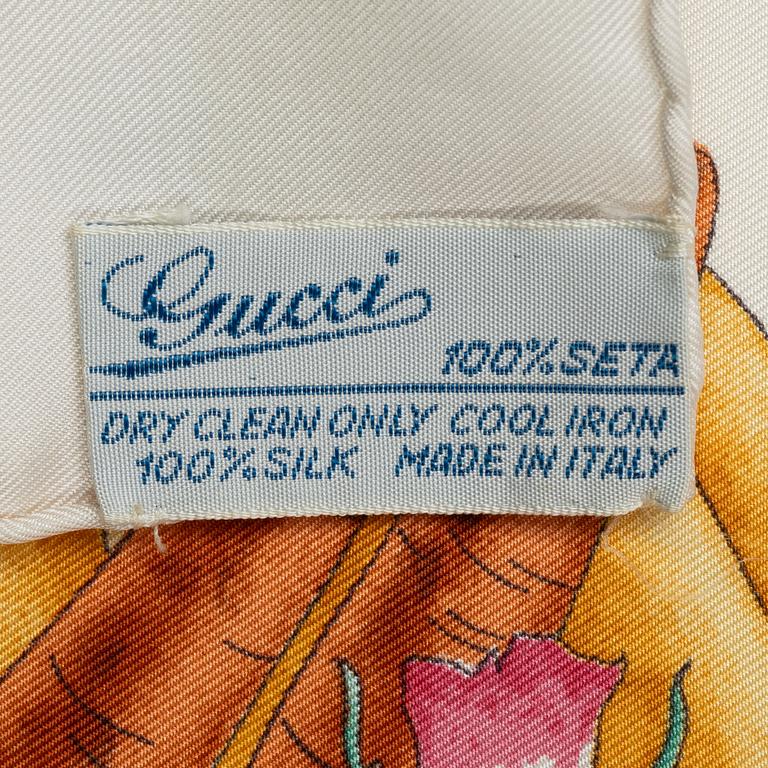 Gucci
100% SETA
DRY CLEAN ONLY COOL IRON
100% SILK MADE IN ITALY